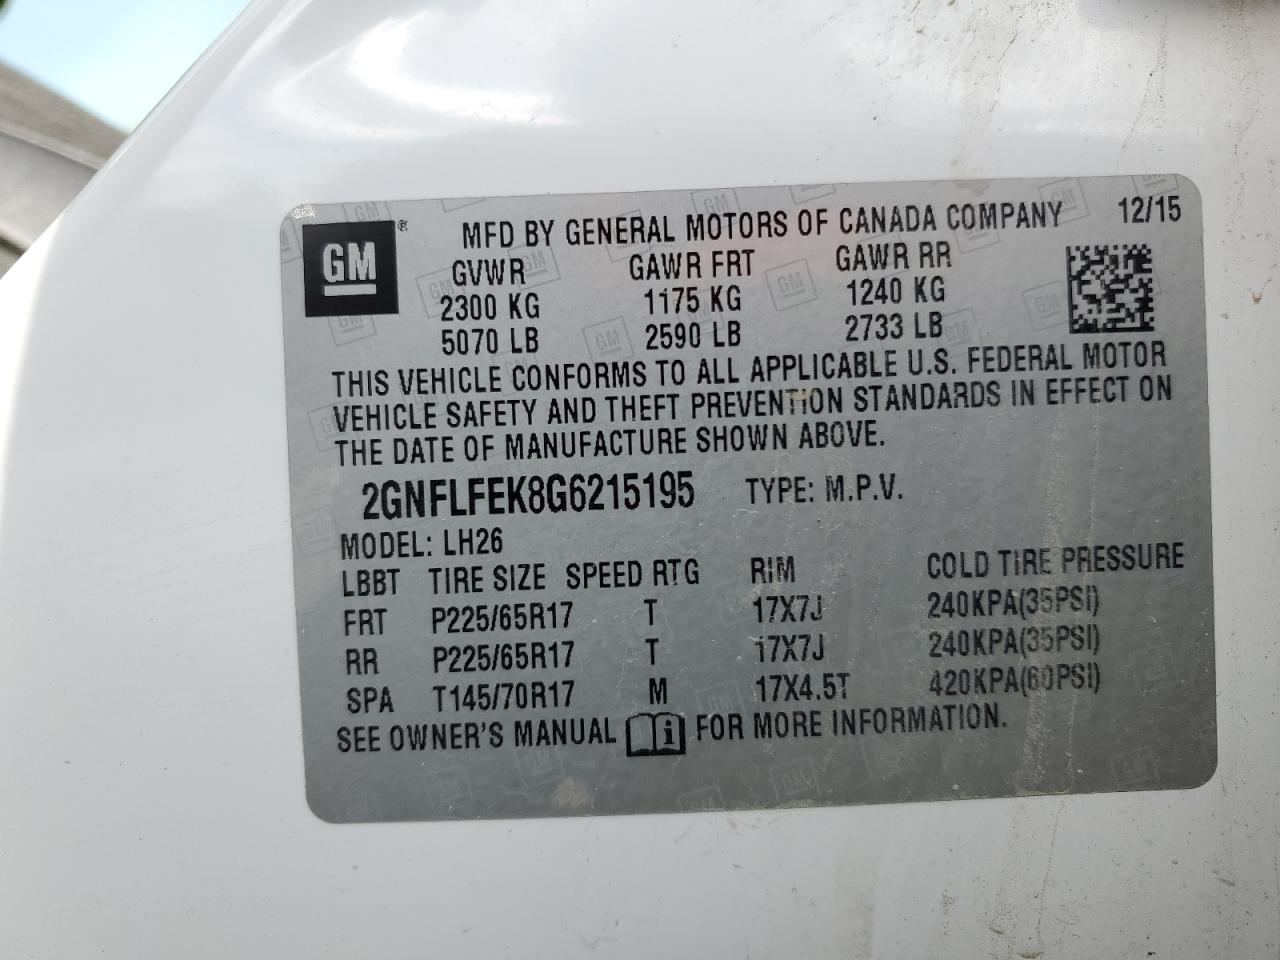 GM ® MFD BY GENERAL MOTORS OF CANADA COMPANY 12/15
GVWR GAWR FRT GAWR RR
2300 KG 1175 KG 1240 KG
5070 LB 2590 LB 2733 LB
THIS VEHICLE CONFORMS TO ALL APPLICABLE U.S. FEDERAL MOTOR
VEHICLE SAFETY AND THEFT PREVENTION STANDARDS IN EFFECT ON
THE DATE OF MANUFACTURE SHOWN ABOVE.
2GNFLFEK8G6215195 TYPE: M.P.V.
MODEL: LH26
LBBT TIRE SIZE SPEED RTG RIM COLD TIRE PRESSURE
FRT P225/65R17 T 17X7J 240KPA(35PSI)
RR P225/65R17 T 17X7J 240KPA(35PSI)
SPA T145/70R17 M 17X4.5T 420KPA(60PSI)
SEE OWNER'S MANUAL i FOR MORE INFORMATION.